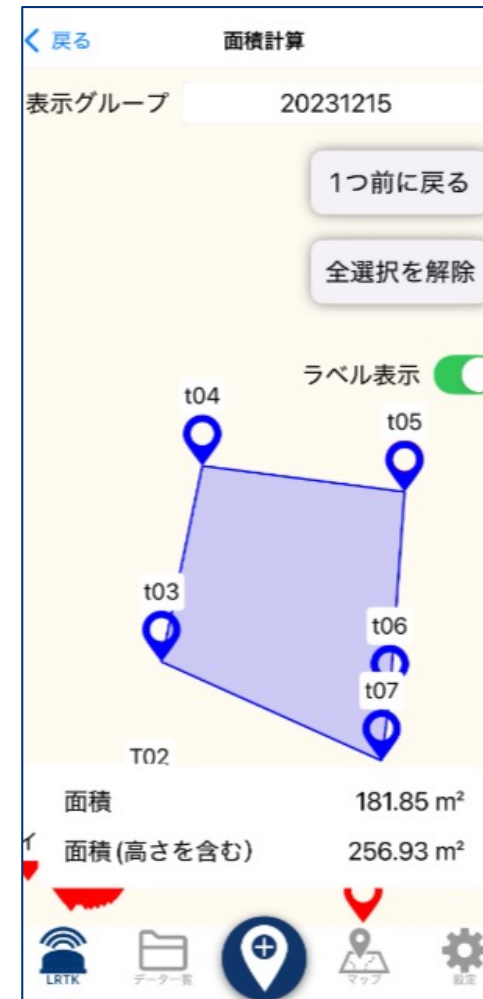 戻る 面積計算
表示グループ 20231215
1つ前に戻る
全選択を解除
ラベル表示
t04
t05
t03
t06
t07
T02
面積 181.85 m²
イ
面積(高さを含む） 256.93 m²
LRTK データ一覧 マップ 設定